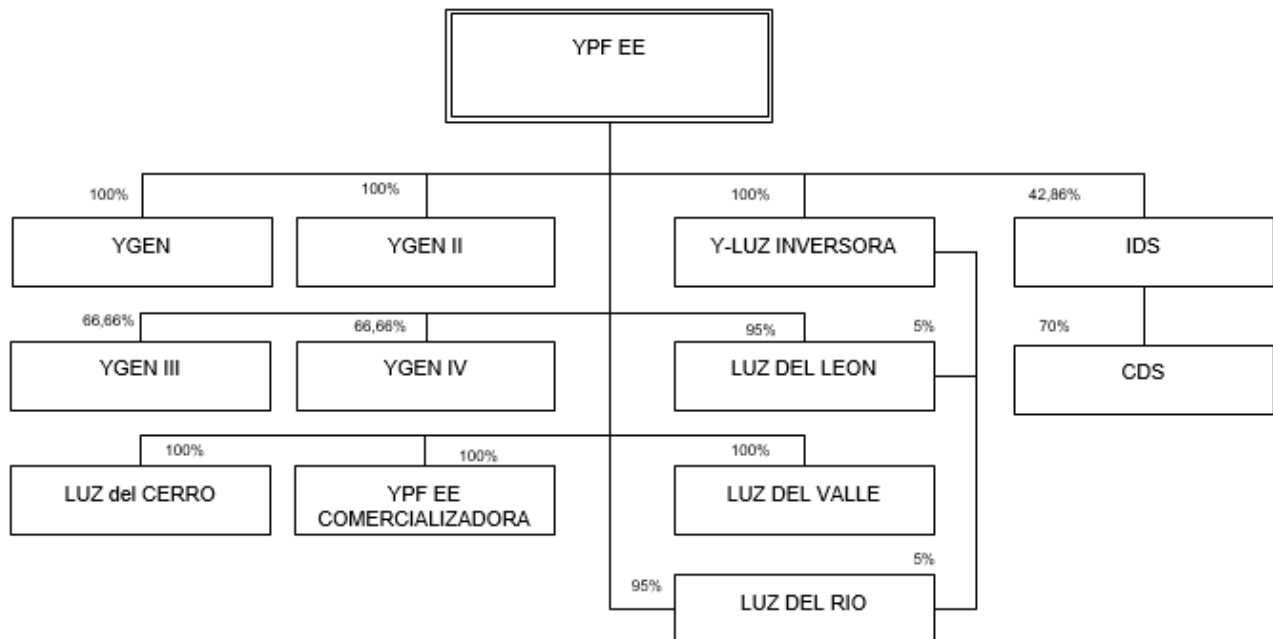 YPF EE
100%
100%
100%
42,86%
YGEN
YGEN II
Y-LUZ INVERSORA
IDS
66,66%
66,66%
95%
5%
70%
YGEN III
YGEN IV
LUZ DEL LEON
CDS
100%
100%
100%
LUZ del CERRO
YPF EE
COMERCIALIZADORA
LUZ DEL VALLE
5%
95%
LUZ DEL RIO